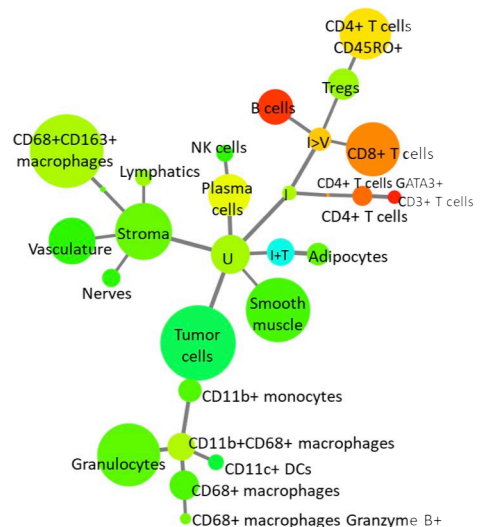 CD4+ T cells
CD45RO+
Tregs
B cells
I>V
CD8+ T cells
NK cells
CD68+CD163+
macrophages
Lymphatics
Plasma
cells
I
CD4+ T cells GATA3+
CD3+ T cells
CD4+ T cells
Stroma
Vasculature
U
I+T
Adipocytes
Nerves
Smooth
muscle
Tumor
cells
CD11b+ monocytes
CD11b+CD68+ macrophages
Granulocytes
CD11c+ DCs
CD68+ macrophages
CD68+ macrophages Granzyme B+